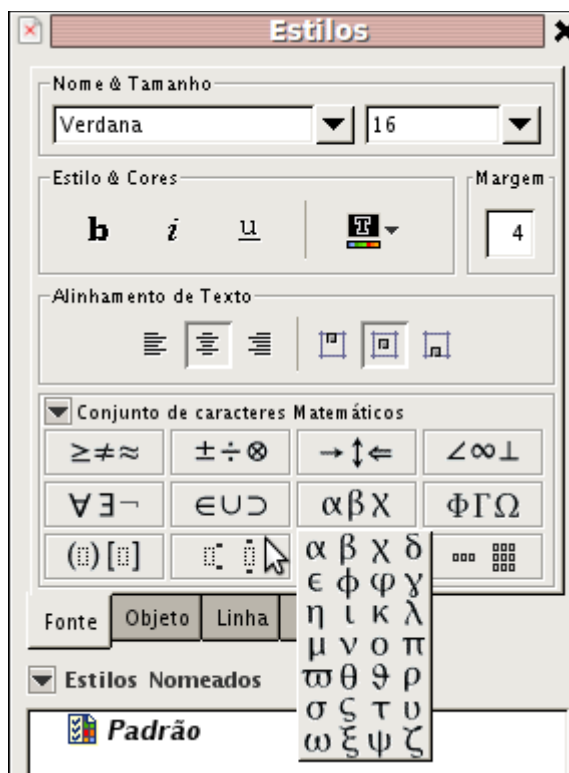 Estilos
Nome & Tamanho
Verdana
16
Estilo & Cores
Margem
b i u T
4
Alinhamento de Texto
Conjunto de caracteres Matemáticos
≥≠≈ ±÷⊗ →↕⇐ ∠∞⊥
∀∃¬ ∈∪⊃ αβχ ΦΓΩ
α β χ δ
ϵ ϕ φ γ
η ι κ λ
μ ν ο π
ϖ θ ϑ ρ
σ ς τ υ
ω ξ ψ ζ
Fonte Objeto Linha
Estilos Nomeados
Padrão